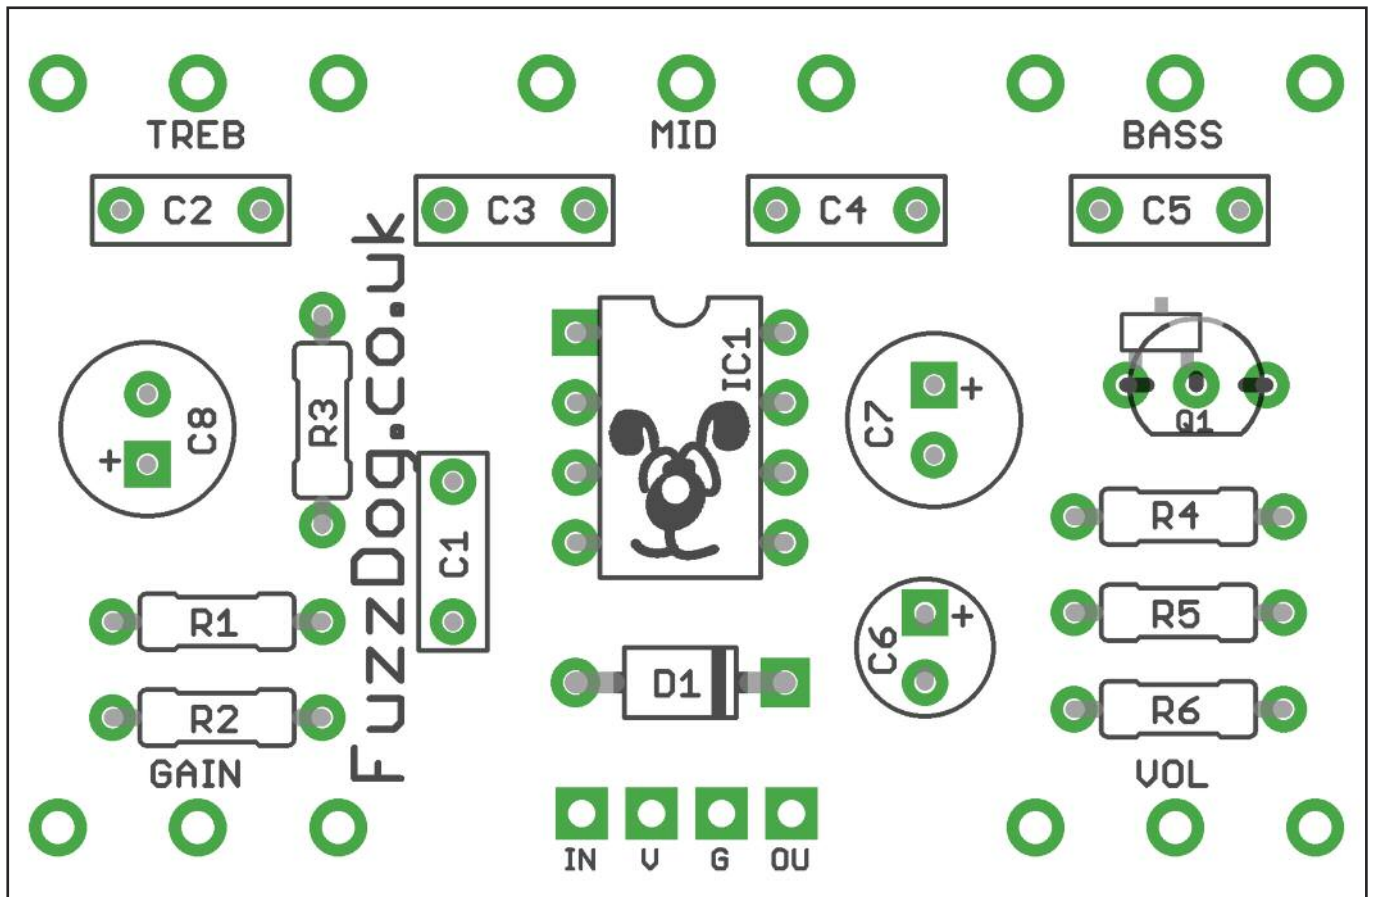 TREB
MID
BASS
C2
C3
C4
C5
FuzzDog.co.uk
IC1
C8
+
R3
C7
+
Q1
R4
C1
R1
R5
C6
+
D1
R2
R6
GAIN
VOL
IN V G OU